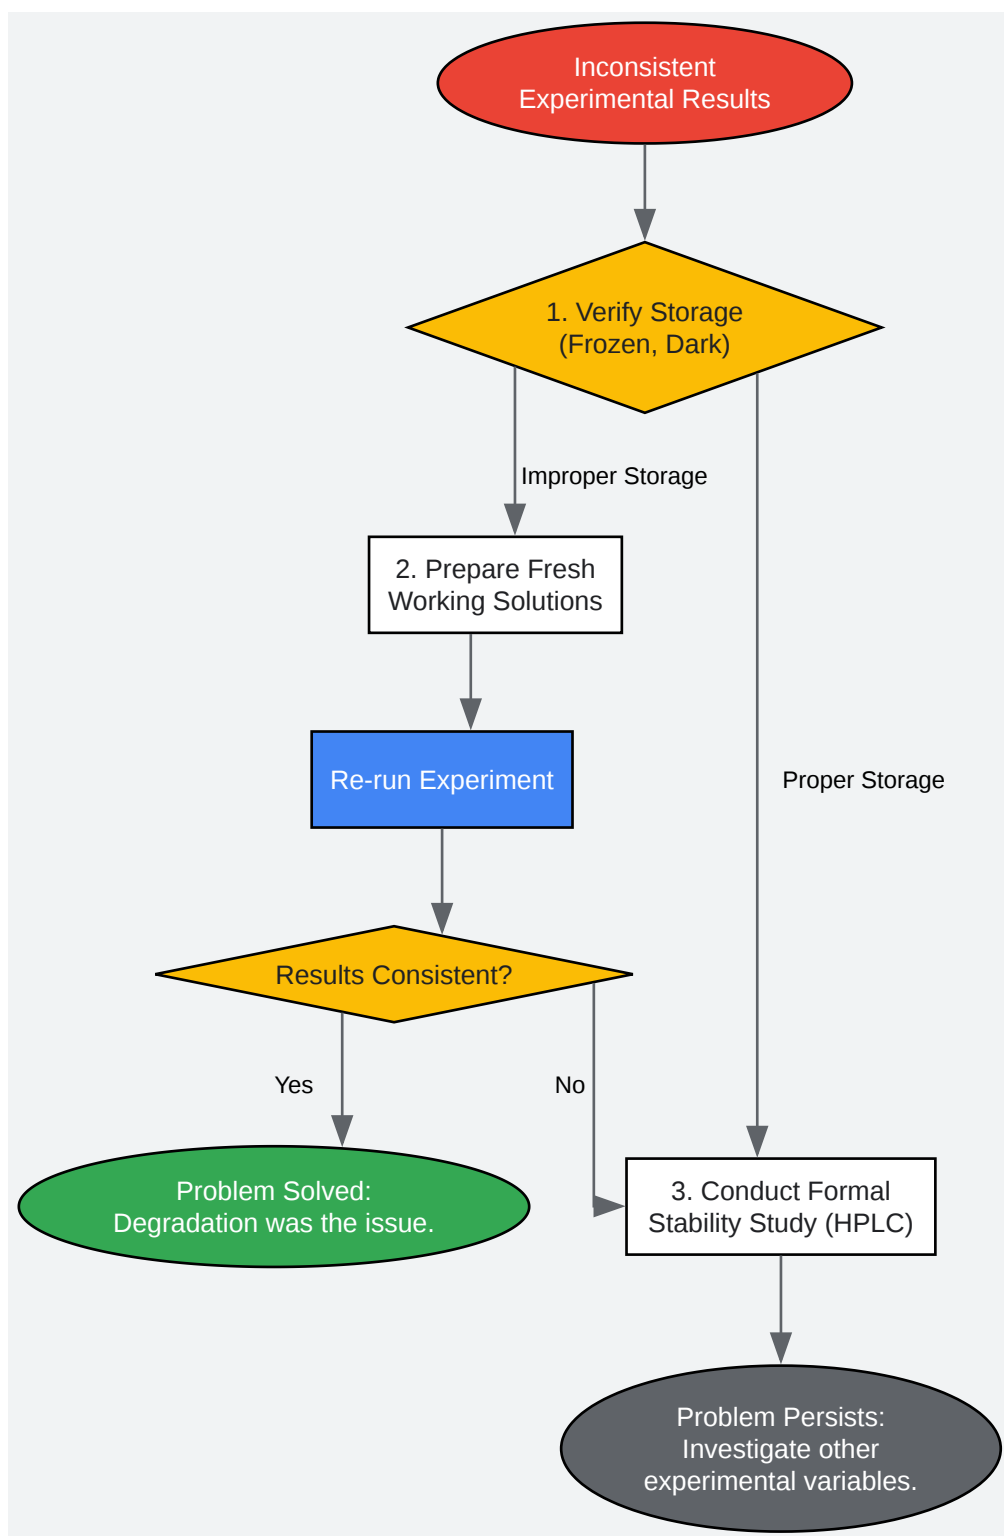 Inconsistent
Experimental Results
1. Verify Storage
(Frozen, Dark)
Improper Storage
2. Prepare Fresh
Working Solutions
Re-run Experiment
Proper Storage
Results Consistent?
Yes
No
Problem Solved:
Degradation was the issue.
3. Conduct Formal
Stability Study (HPLC)
Problem Persists:
Investigate other
experimental variables.